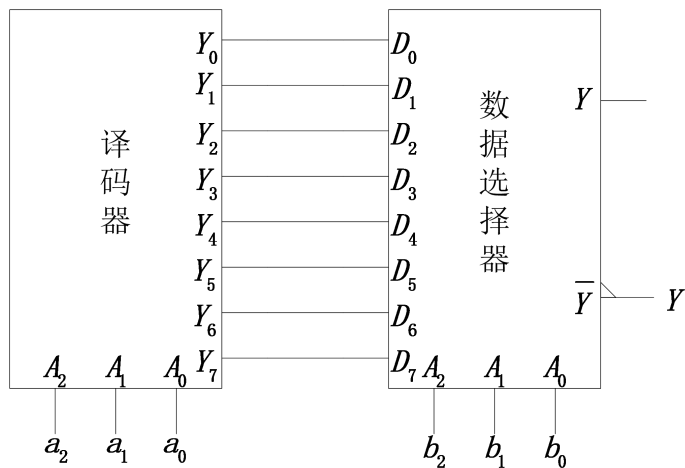 Y₀ D₀
Y₁ D₁
Y
Y₂ D₂
Y₃ D₃
Y₄ D₄
Y₅ D₅
Y₆ D₆
Y̅ Y
Y₇ D₇
译码器
数据选择器
A₂ A₁ A₀
A₂ A₁ A₀
a₂ a₁ a₀
b₂ b₁ b₀